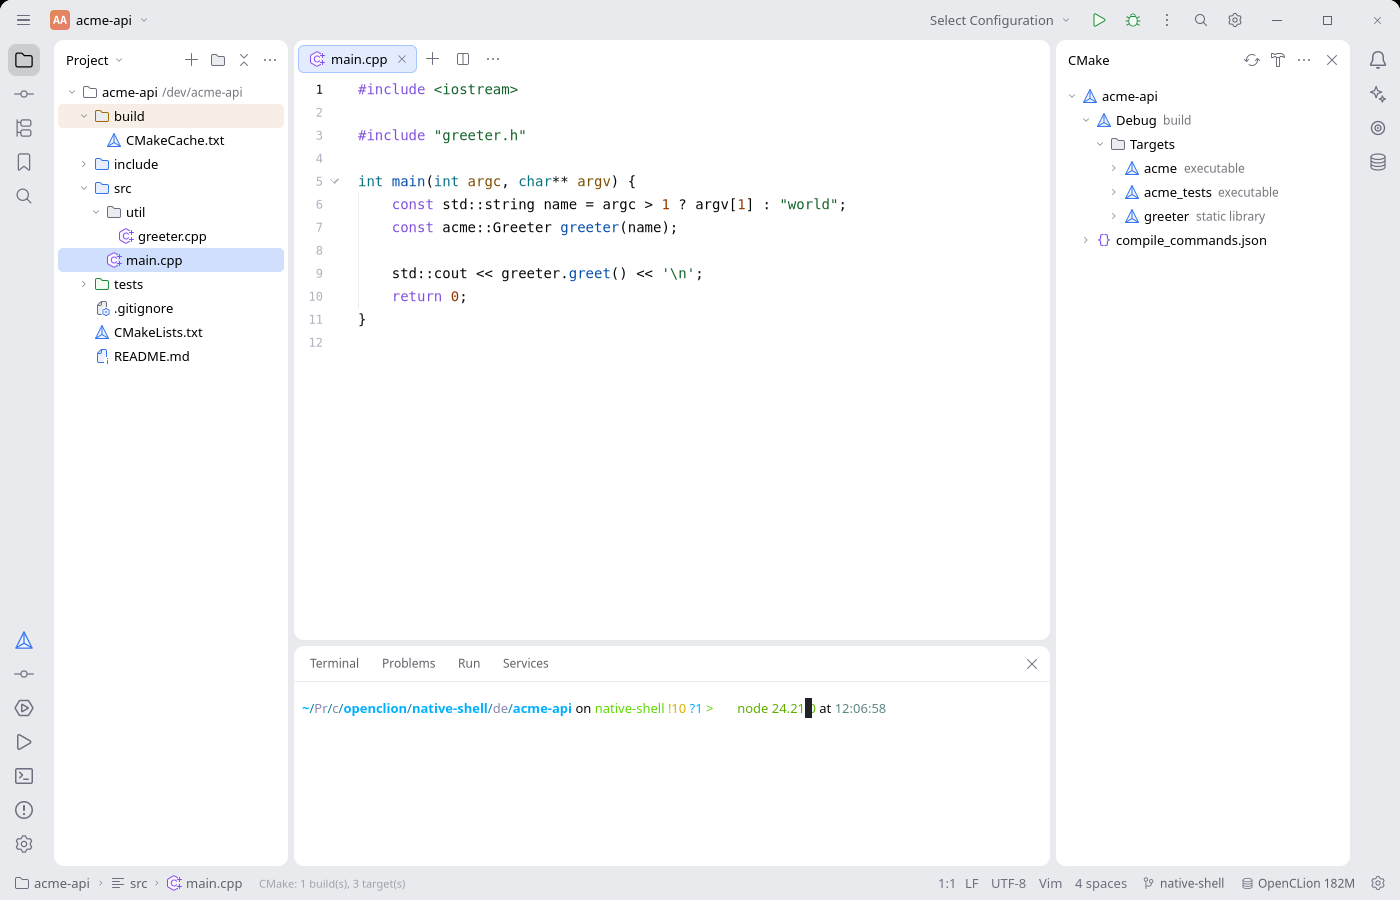 AA acme-api
Select Configuration
Project
acme-api /dev/acme-api
build
CMakeCache.txt
include
src
util
greeter.cpp
main.cpp
tests
.gitignore
CMakeLists.txt
README.md
main.cpp
1 #include <iostream>
2
3 #include "greeter.h"
4
5 int main(int argc, char** argv) {
6 const std::string name = argc > 1 ? argv[1] : "world";
7 const acme::Greeter greeter(name);
8
9 std::cout << greeter.greet() << '\n';
10 return 0;
11 }
12
Terminal Problems Run Services
~/Pr/c/openclion/native-shell/de/acme-api on native-shell !10 ?1 > node 24.21 0 at 12:06:58
CMake
acme-api
Debug build
Targets
acme executable
acme_tests executable
greeter static library
{} compile_commands.json
acme-api > src > main.cpp CMake: 1 build(s), 3 target(s)
1:1 LF UTF-8 Vim 4 spaces native-shell OpenCLion 182M